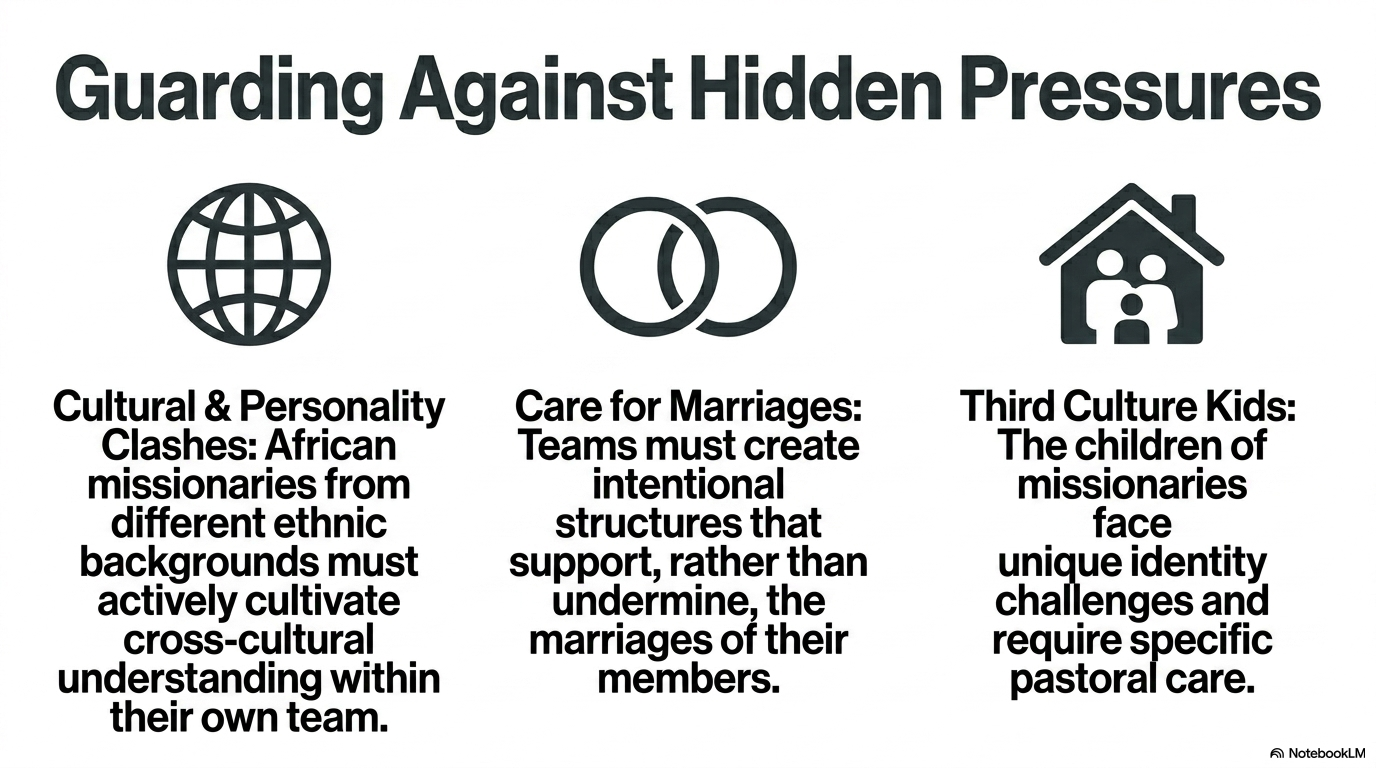 Guarding Against Hidden Pressures
Cultural & Personality
Clashes: African
missionaries from
different ethnic
backgrounds must
actively cultivate
cross-cultural
understanding within
their own team.
Care for Marriages:
Teams must create
intentional
structures that
support, rather than
undermine, the
marriages of their
members.
Third Culture Kids:
The children of
missionaries
face
unique identity
challenges and
require specific
pastoral care.
NotebookLM